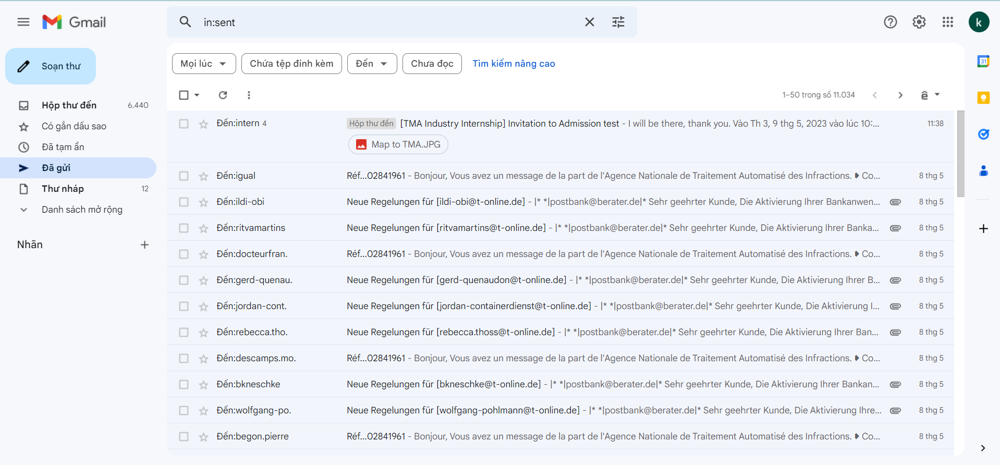 Gmail
in:sent
k
Soạn thư
Mọi lúc
Chứa tệp đính kèm
Đến
Chưa đọc
Tìm kiếm nâng cao
31
1–50 trong số 11.034
ê
Hộp thư đến 6.440
Có gắn dấu sao
Đã tạm ẩn
Đã gửi
Thư nháp 12
Danh sách mở rộng
Nhãn
Đến:intern 4 Hộp thư đến [TMA Industry Internship] Invitation to Admission test - I will be there, thank you. Vào Th 3, 9 thg 5, 2023 vào lúc 10:... 11:38
Map to TMA.JPG
Đến:igual Réf...02841961 - Bonjour, Vous avez un message de la part de l'Agence Nationale de Traitement Automatisé des Infractions. ➧ Co... 8 thg 5
Đến:ildi-obi Neue Regelungen für [ildi-obi@t-online.de] - |* *|postbank@berater.de|* Sehr geehrter Kunde, Die Aktivierung Ihrer Bankanwen... 8 thg 5
Đến:ritvamartins Neue Regelungen für [ritvamartins@t-online.de] - |* *|postbank@berater.de|* Sehr geehrter Kunde, Die Aktivierung Ihrer Banka... 8 thg 5
Đến:docteurfran. Réf...02841961 - Bonjour, Vous avez un message de la part de l'Agence Nationale de Traitement Automatisé des Infractions. ➧ Co... 8 thg 5
Đến:gerd-quenau. Neue Regelungen für [gerd-quenaudon@t-online.de] - |* *|postbank@berater.de|* Sehr geehrter Kunde, Die Aktivierung Ihrer B... 8 thg 5
Đến:jordan-cont. Neue Regelungen für [jordan-containerdienst@t-online.de] - |* *|postbank@berater.de|* Sehr geehrter Kunde, Die Aktivierung I... 8 thg 5
Đến:rebecca.tho. Neue Regelungen für [rebecca.thoss@t-online.de] - |* *|postbank@berater.de|* Sehr geehrter Kunde, Die Aktivierung Ihrer Ban... 8 thg 5
Đến:descamps.mo. Réf...02841961 - Bonjour, Vous avez un message de la part de l'Agence Nationale de Traitement Automatisé des Infractions. ➧ Co... 8 thg 5
Đến:bkneschke Neue Regelungen für [bkneschke@t-online.de] - |* *|postbank@berater.de|* Sehr geehrter Kunde, Die Aktivierung Ihrer Bankan... 8 thg 5
Đến:wolfgang-po. Neue Regelungen für [wolfgang-pohlmann@t-online.de] - |* *|postbank@berater.de|* Sehr geehrter Kunde, Die Aktivierung Ihre... 8 thg 5
Đến:begon.pierre Réf...02841961 - Bonjour, Vous avez un message de la part de l'Agence Nationale de Traitement Automatisé des Infractions. ➧ Co... 8 thg 5